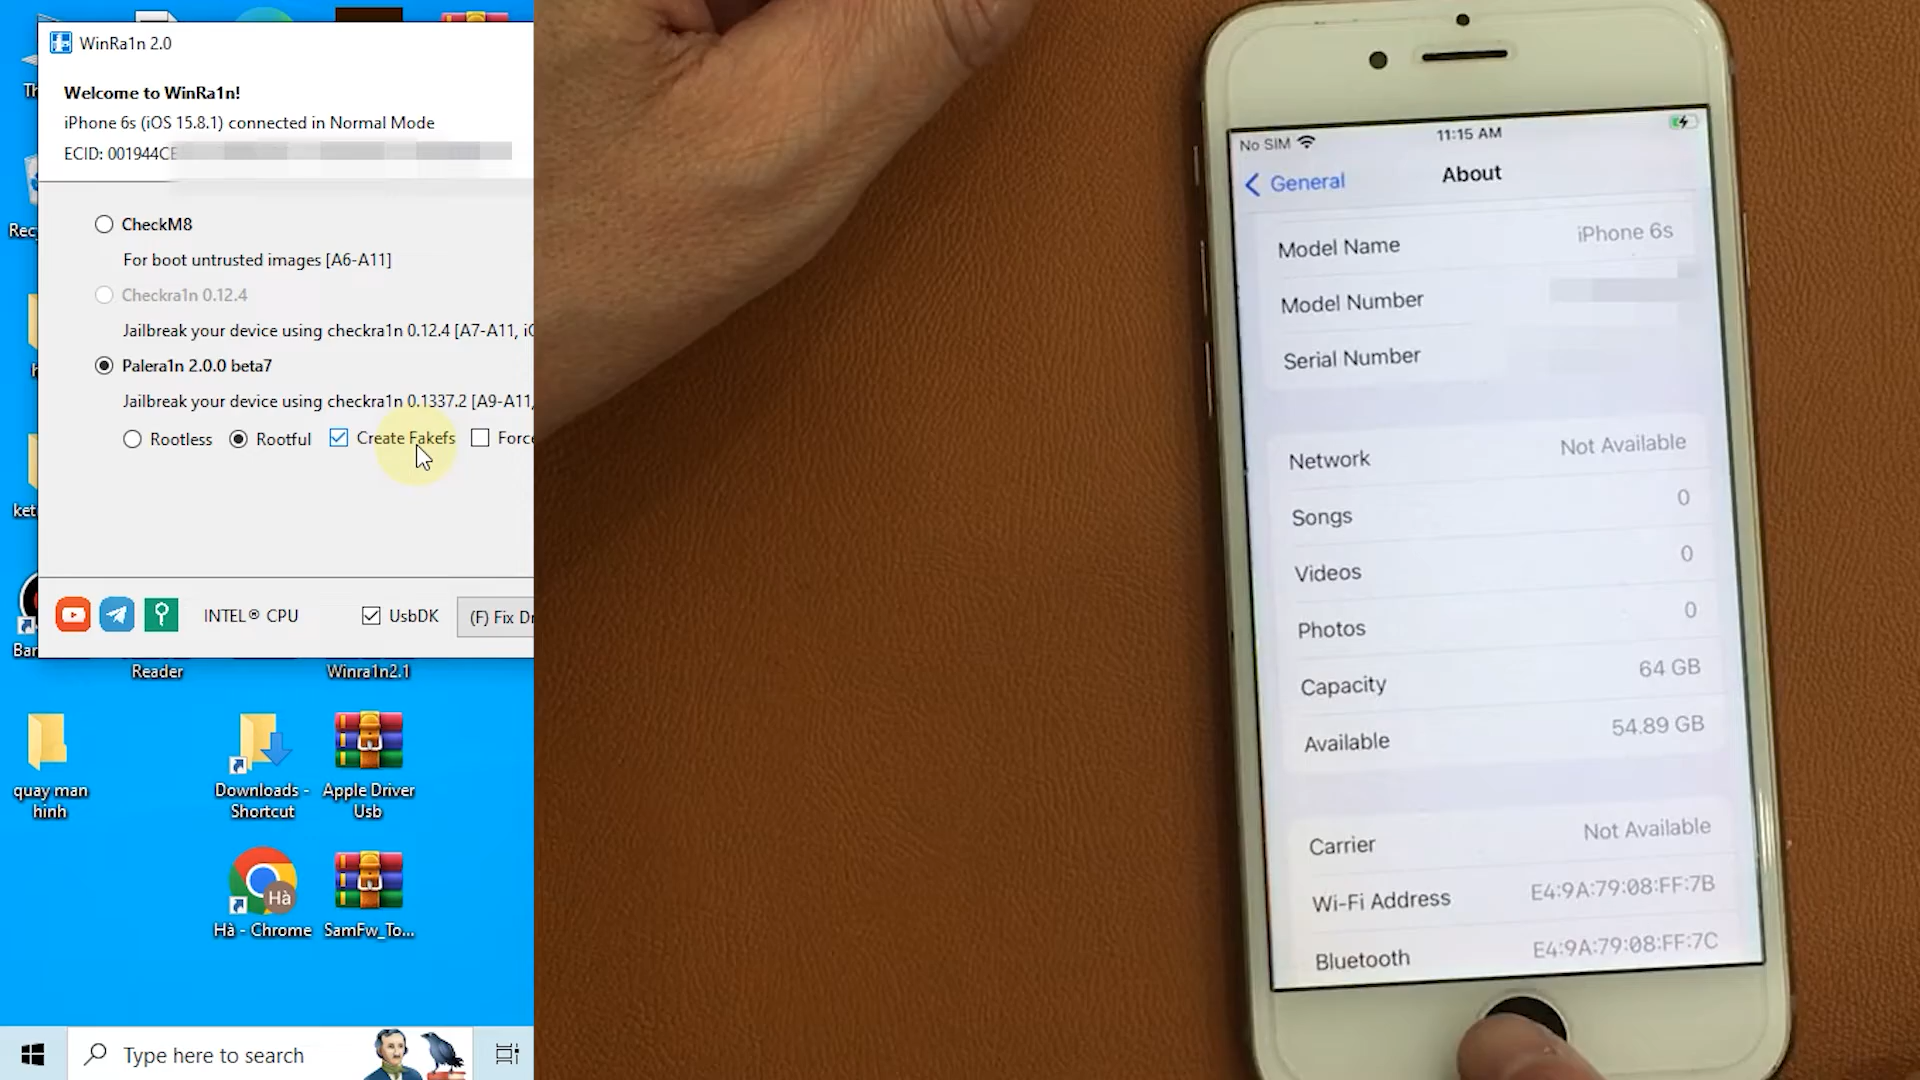 WinRa1n 2.0
Welcome to WinRa1n!
iPhone 6s (iOS 15.8.1) connected in Normal Mode
ECID: 001944CE
CheckM8
For boot untrusted images [A6-A11]
Checkra1n 0.12.4
Jailbreak your device using checkra1n 0.12.4 [A7-A11,
Palera1n 2.0.0 beta7
Jailbreak your device using checkra1n 0.1337.2 [A9-A11,
Rootless Rootful Create Fakefs Force
INTEL® CPU UsbDK (F) Fix
Reader
Winra1n2.1
quay man
hinh
Downloads -
Shortcut
Apple Driver
Usb
Hà
Hà - Chrome
SamFw_To...
Type here to search
No SIM 11:15 AM
General About
Model Name iPhone 6s
Model Number
Serial Number
Network Not Available
Songs 0
Videos 0
Photos 0
Capacity 64 GB
Available 54.89 GB
Carrier Not Available
Wi-Fi Address E4:9A:79:08:FF:7B
Bluetooth E4:9A:79:08:FF:7C